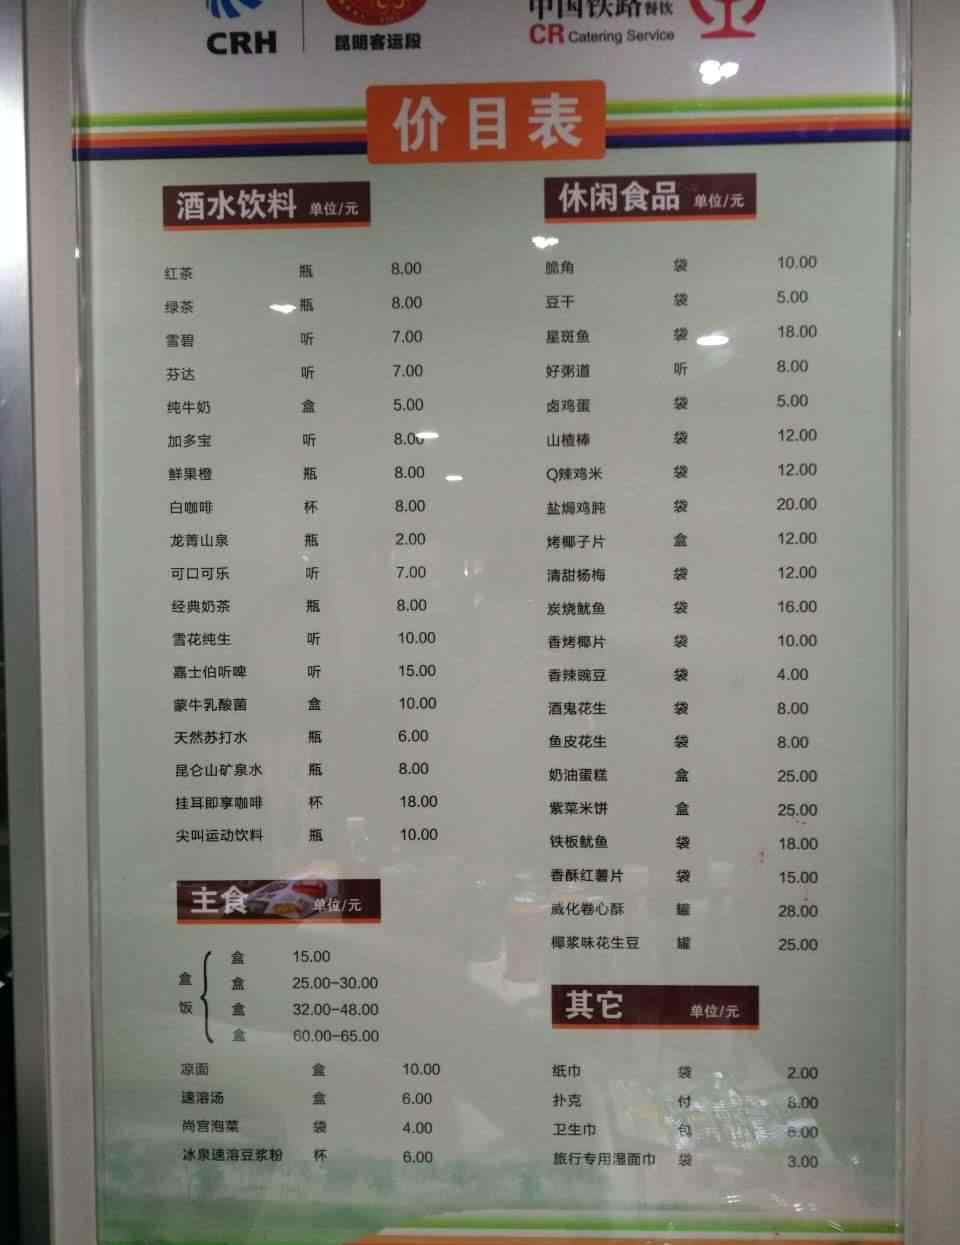 CRH
昆明客运段
中国铁路餐饮
CR Catering Service
价目表
酒水饮料 单位/元
红茶 瓶 8.00
绿茶 瓶 8.00
雪碧 听 7.00
芬达 听 7.00
纯牛奶 盒 5.00
加多宝 听 8.00
鲜果橙 瓶 8.00
白咖啡 杯 8.00
龙菁山泉 瓶 2.00
可口可乐 听 7.00
经典奶茶 瓶 8.00
雪花纯生 听 10.00
嘉士伯听啤 听 15.00
蒙牛乳酸菌 盒 10.00
天然苏打水 瓶 6.00
昆仑山矿泉水 瓶 8.00
挂耳即享咖啡 杯 18.00
尖叫运动饮料 瓶 10.00
主食 单位/元
盒饭
盒 15.00
盒 25.00-30.00
盒 32.00-48.00
盒 60.00-65.00
凉面 盒 10.00
速溶汤 盒 6.00
尚宫泡菜 袋 4.00
冰泉速溶豆浆粉 杯 6.00
休闲食品 单位/元
脆角 袋 10.00
豆干 袋 5.00
星斑鱼 袋 18.00
好粥道 听 8.00
卤鸡蛋 袋 5.00
山楂棒 袋 12.00
Q辣鸡米 袋 12.00
盐焗鸡肫 袋 20.00
烤椰子片 盒 12.00
清甜杨梅 袋 12.00
炭烧鱿鱼 袋 16.00
香烤椰片 袋 10.00
香辣豌豆 袋 4.00
酒鬼花生 袋 8.00
鱼皮花生 袋 8.00
奶油蛋糕 盒 25.00
紫菜米饼 盒 25.00
铁板鱿鱼 袋 18.00
香酥红薯片 袋 15.00
威化卷心酥 罐 28.00
椰浆味花生豆 罐 25.00
其它 单位/元
纸巾 袋 2.00
扑克 付 8.00
卫生巾 包 8.00
旅行专用湿面巾 袋 3.00